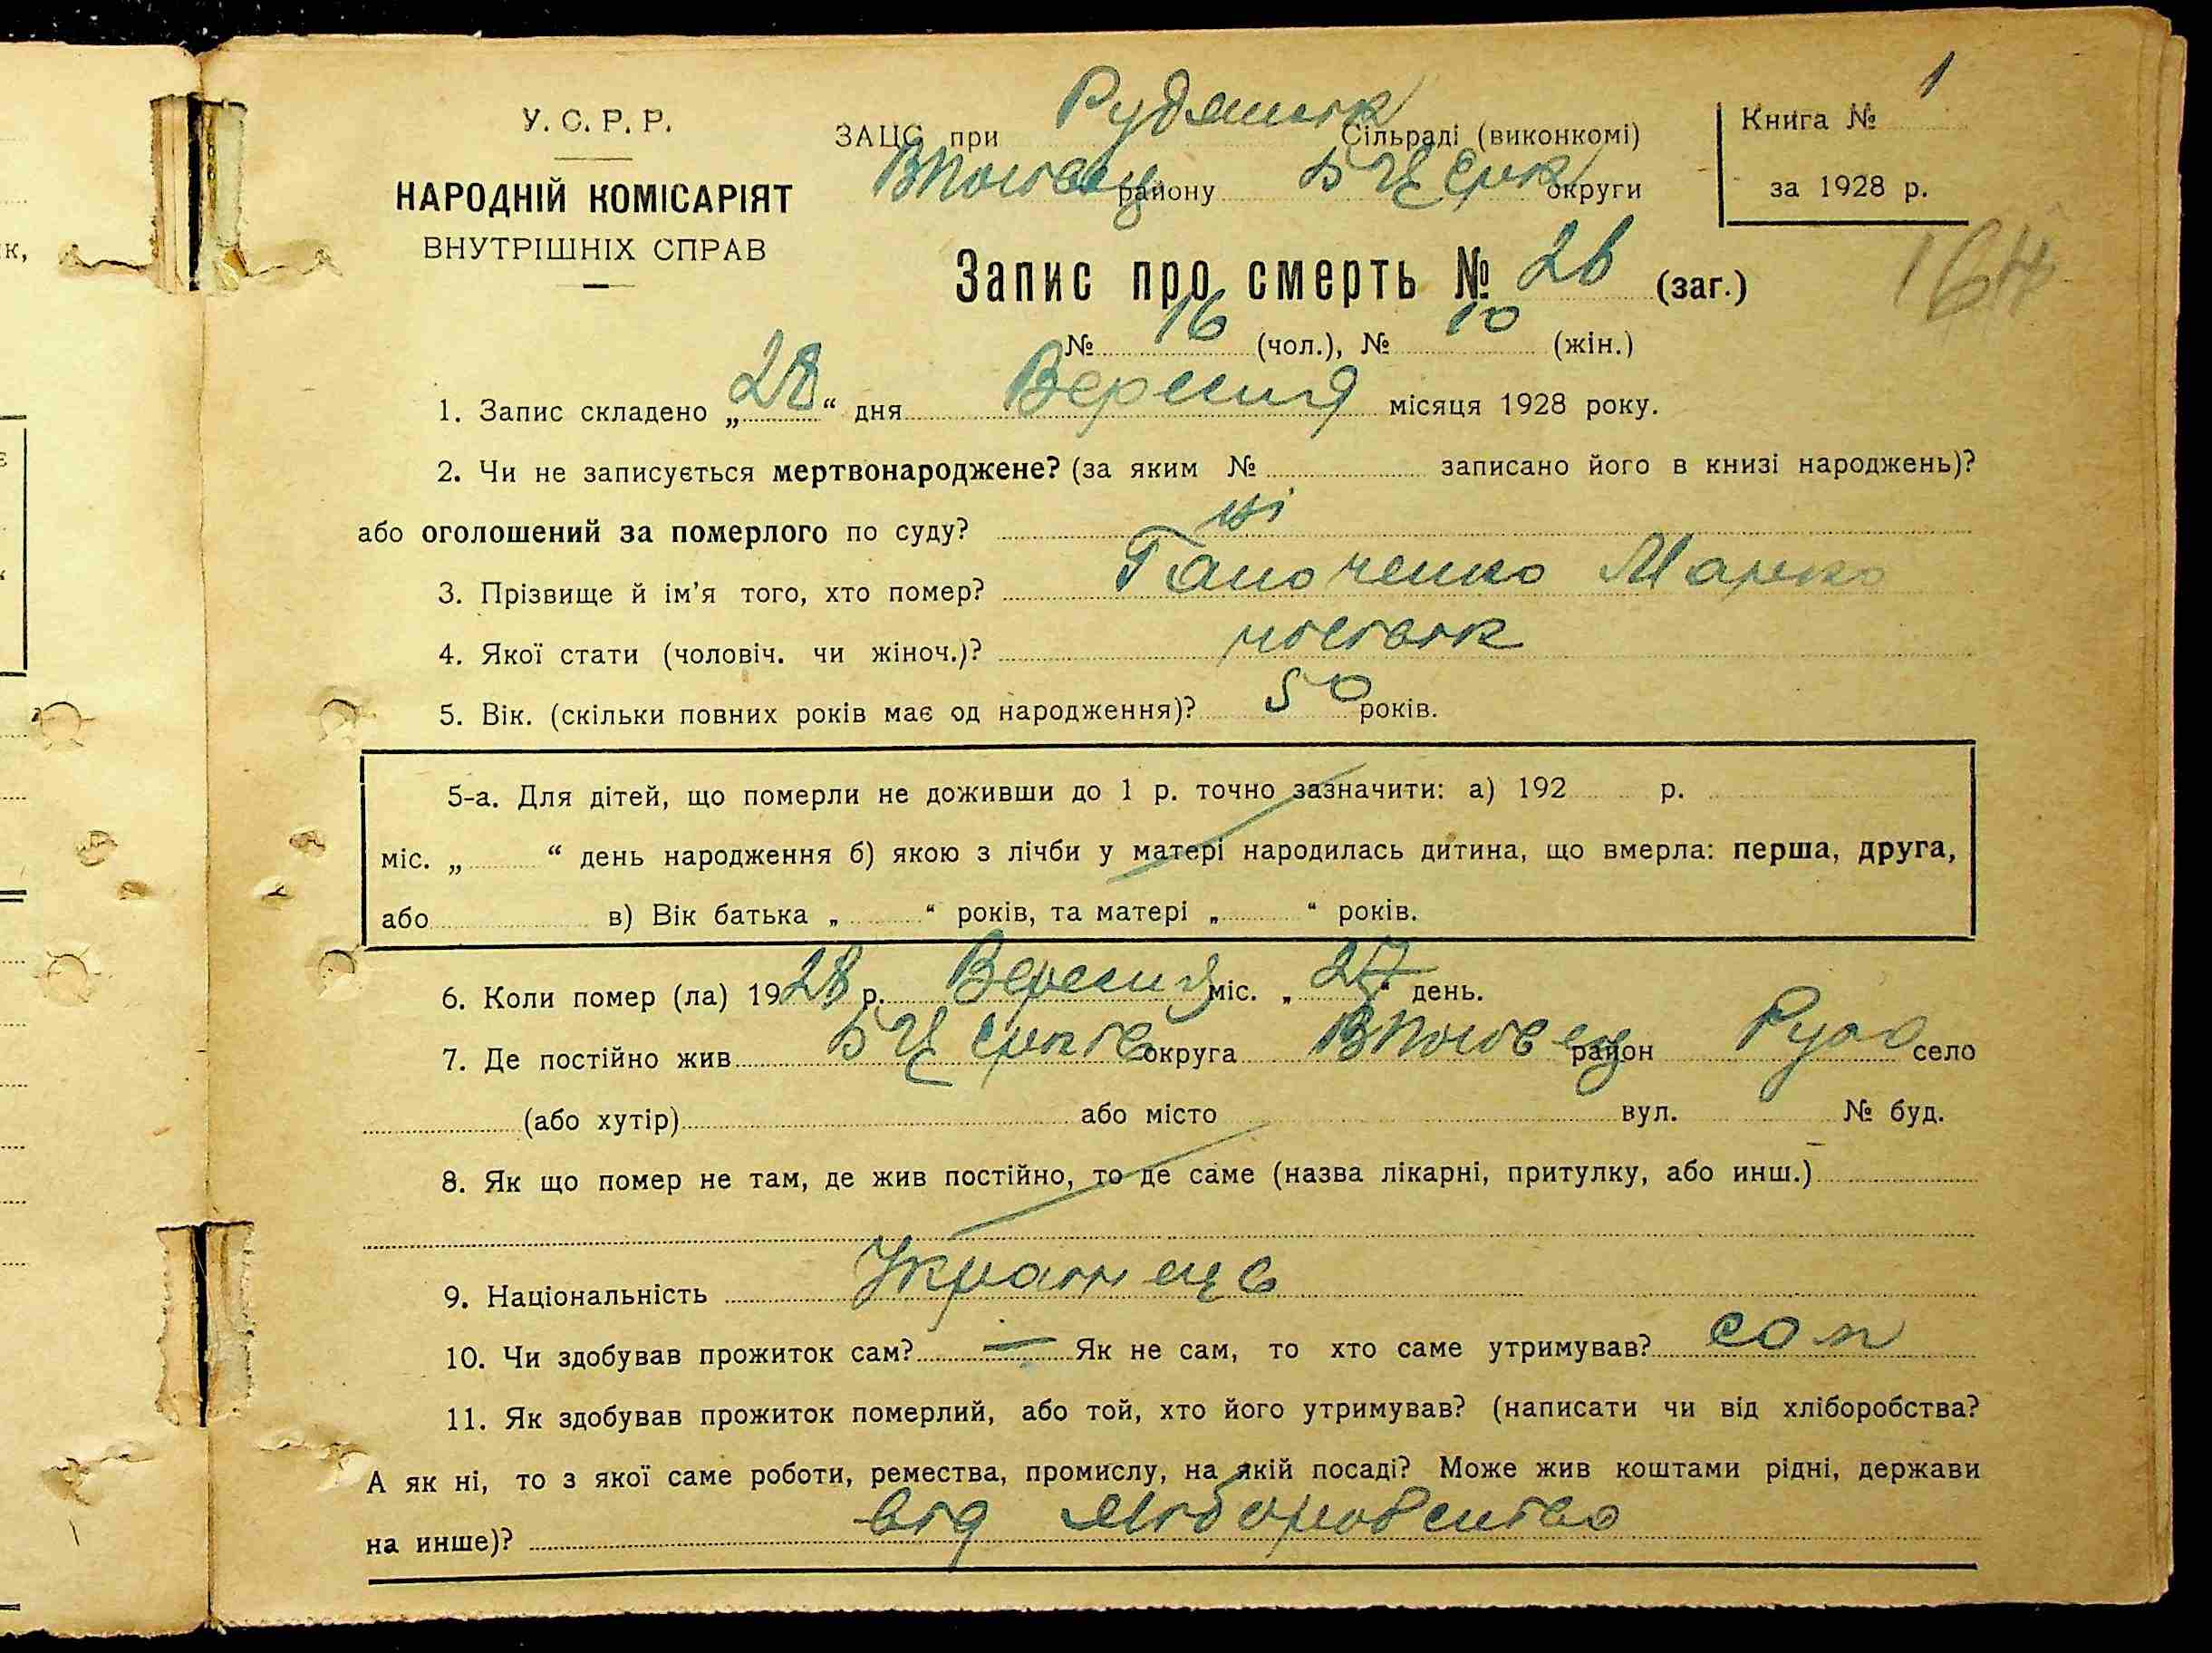 У. С. Р. Р.
НАРОДНІЙ КОМІСАРІЯТ
ВНУТРІШНІХ СПРАВ
ЗАЦС при Рудянськ Сільраді (виконкомі)
району БЦеркв округи
Книга № 1
за 1928 р.
164
Запис про смерть № 26 (заг.)
№ 16 (чол.), № 10 (жін.)
1. Запис складено „28“ дня Вересня місяця 1928 року.
2. Чи не записується мертвонароджене? (за яким № записано його в книзі народжень)?
або оголошений за померлого по суду? ні
3. Прізвище й ім'я того, хто помер? Гапоченко Марко
4. Якої стати (чоловіч. чи жіноч.)?
5. Вік. (скільки повних років має од народження)? 50 років.
5-а. Для дітей, що померли не доживши до 1 р. точно зазначити: а) 192 р.
міс. „ “ день народження б) якою з лічби у матері народилась дитина, що вмерла: перша, друга,
або в) Вік батька „ “ років, та матері „ “ років.
6. Коли помер (ла) 1928 р. Вересня міс. „27“ день.
7. Де постійно жив БЦеркв округа район Руда село
(або хутір) або місто вул. № буд.
8. Як що помер не там, де жив постійно, то де саме (назва лікарні, притулку, або инш.)
9. Національність Українець
10. Чи здобував прожиток сам? — Як не сам, то хто саме утримував? сам
11. Як здобував прожиток померлий, або той, хто його утримував? (написати чи від хліборобства?
А як ні, то з якої саме роботи, ремества, промислу, на якій посаді? Може жив коштами рідні, держави
на инше)? від